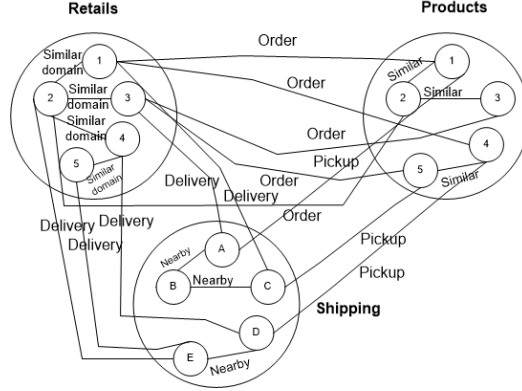 Retails
Products
Order
Similar
domain
1
1
Similar
2
Similar
domain
3
2
Similar
3
Order
Similar
domain
4
Order
4
5
Similar
domain
Pickup
5
Similar
Delivery
Order
Delivery
Delivery
Order
Delivery
Delivery
A
Nearby
Pickup
B
Nearby
C
Pickup
Shipping
D
E
Nearby